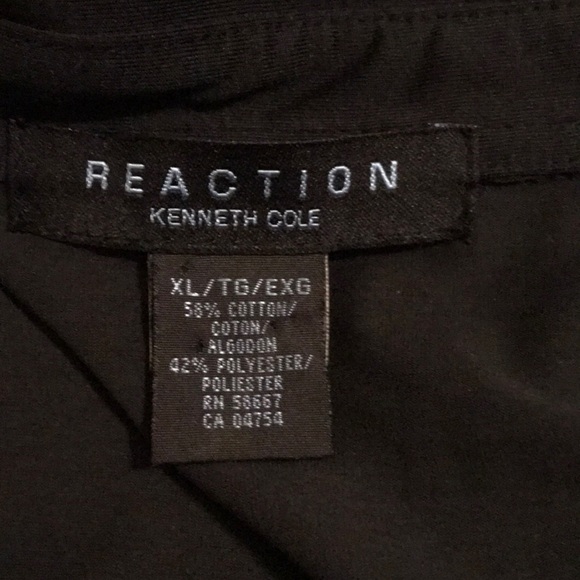 REACTION
KENNETH COLE
XL/TG/EXG
58% COTTON/
COTON/
ALGODON
42% POLYESTER/
POLIESTER
RN 58667
CA 04754